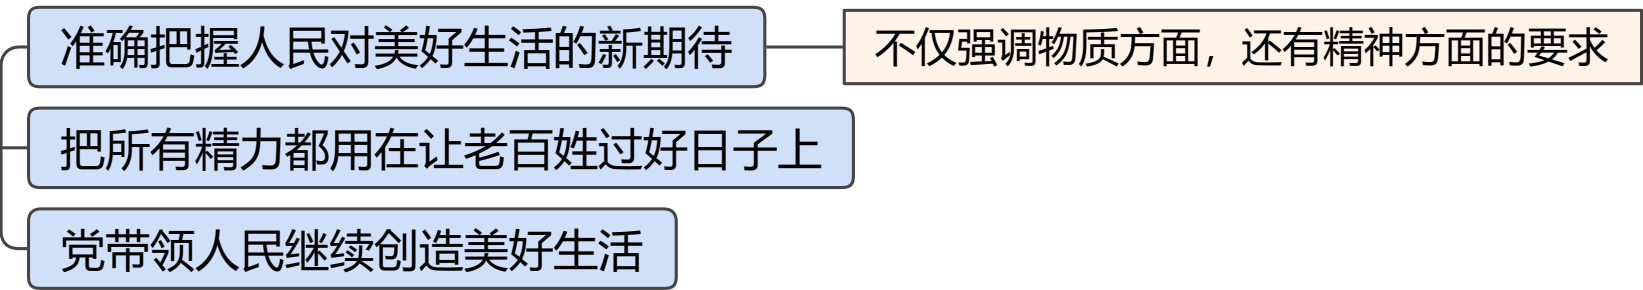 准确把握人民对美好生活的新期待
不仅强调物质方面，还有精神方面的要求
把所有精力都用在让老百姓过好日子上
党带领人民继续创造美好生活